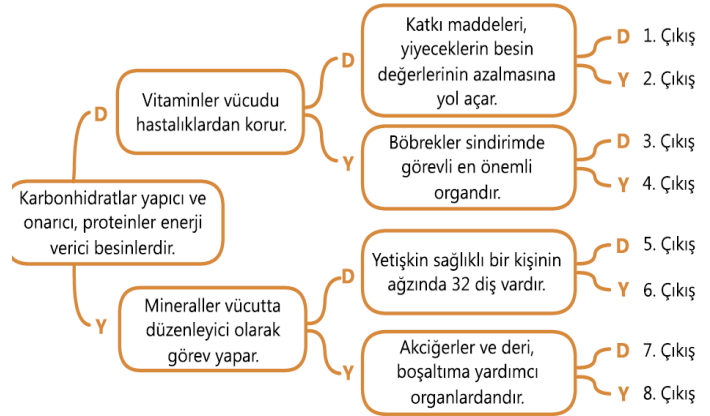 Karbonhidratlar yapıcı ve
onarıcı, proteinler enerji
verici besinlerdir.
D
Vitaminler vücudu
hastalıklardan korur.
D
Katkı maddeleri,
yiyeceklerin besin
değerlerinin azalmasına
yol açar.
D 1. Çıkış
Y 2. Çıkış
Y
Böbrekler sindirimde
görevli en önemli
organdır.
D 3. Çıkış
Y 4. Çıkış
Y
Mineraller vücutta
düzenleyici olarak
görev yapar.
D
Yetişkin sağlıklı bir kişinin
ağzında 32 diş vardır.
D 5. Çıkış
Y 6. Çıkış
Y
Akciğerler ve deri,
boşaltıma yardımcı
organlardandır.
D 7. Çıkış
Y 8. Çıkış